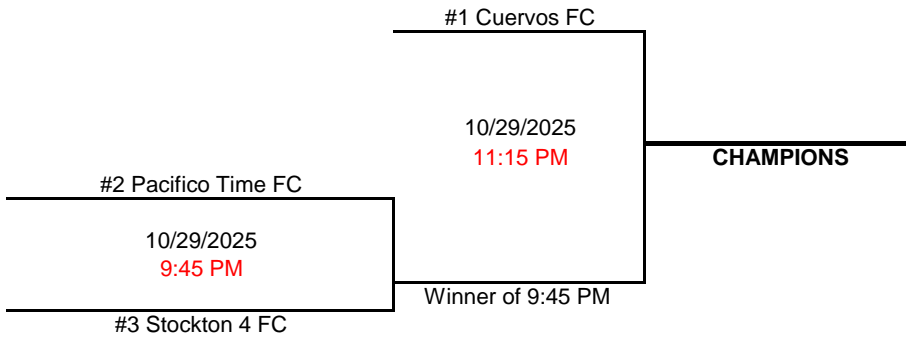 #1 Cuervos FC
10/29/2025
11:15 PM
CHAMPIONS
#2 Pacifico Time FC
10/29/2025
9:45 PM
Winner of 9:45 PM
#3 Stockton 4 FC